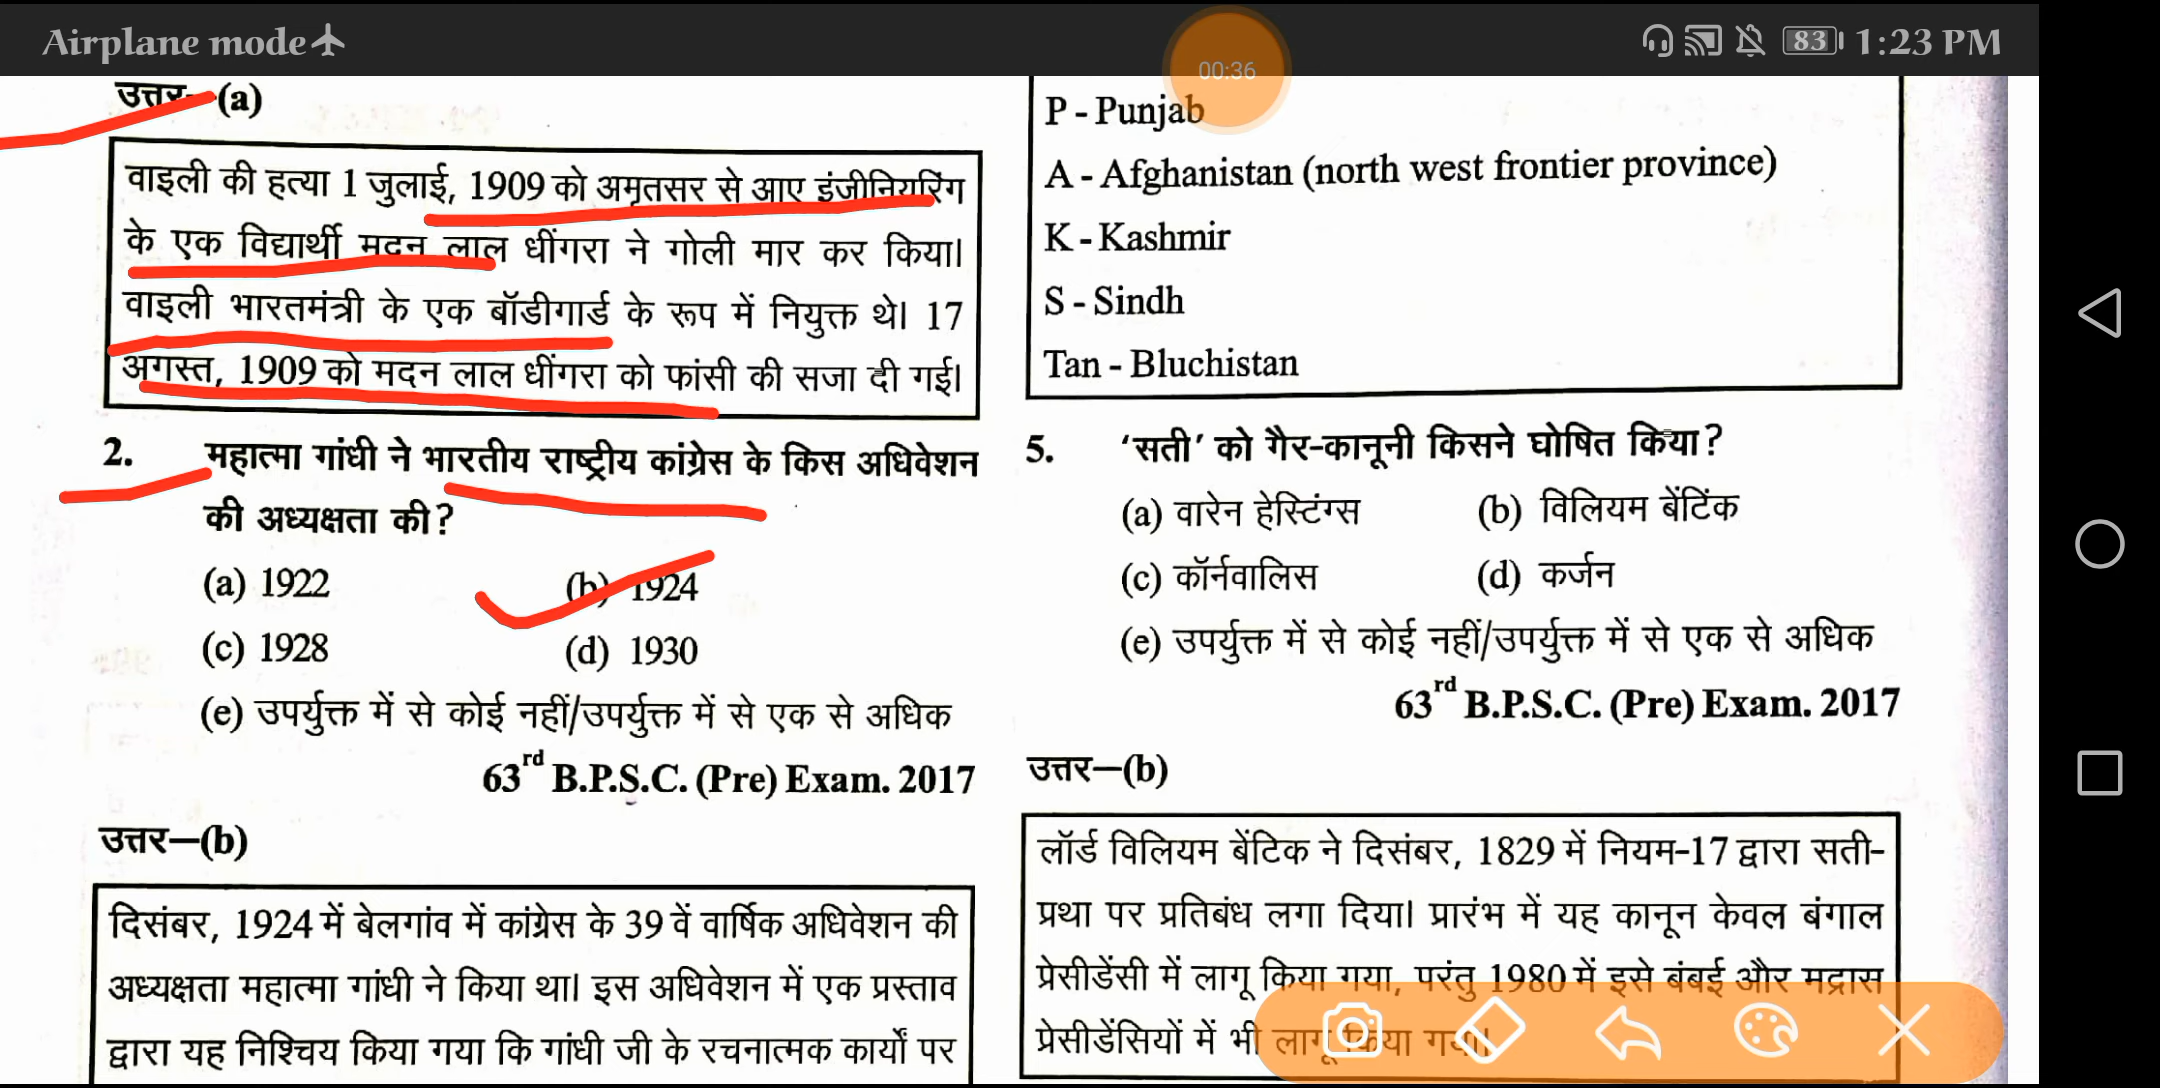 Airplane mode
83 1:23 PM
00:36
उत्तर–(a)
वाइली की हत्या 1 जुलाई, 1909 को अमृतसर से आए इंजीनियरिंग
के एक विद्यार्थी मदन लाल धींगरा ने गोली मार कर किया।
वाइली भारतमंत्री के एक बॉडीगार्ड के रूप में नियुक्त थे। 17
अगस्त, 1909 को मदन लाल धींगरा को फांसी की सजा दी गई।
2. महात्मा गांधी ने भारतीय राष्ट्रीय कांग्रेस के किस अधिवेशन
की अध्यक्षता की?
(a) 1922 (b) 1924
(c) 1928 (d) 1930
(e) उपर्युक्त में से कोई नहीं/उपर्युक्त में से एक से अधिक
63rd B.P.S.C. (Pre) Exam. 2017
उत्तर–(b)
दिसंबर, 1924 में बेलगांव में कांग्रेस के 39 वें वार्षिक अधिवेशन की
अध्यक्षता महात्मा गांधी ने किया था। इस अधिवेशन में एक प्रस्ताव
द्वारा यह निश्चिय किया गया कि गांधी जी के रचनात्मक कार्यों पर
P - Punjab
A - Afghanistan (north west frontier province)
K - Kashmir
S - Sindh
Tan - Bluchistan
5. ‘सती’ को गैर-कानूनी किसने घोषित किया?
(a) वारेन हेस्टिंग्स (b) विलियम बेंटिंक
(c) कॉर्नवालिस (d) कर्जन
(e) उपर्युक्त में से कोई नहीं/उपर्युक्त में से एक से अधिक
63rd B.P.S.C. (Pre) Exam. 2017
उत्तर–(b)
लॉर्ड विलियम बेंटिक ने दिसंबर, 1829 में नियम-17 द्वारा सती-
प्रथा पर प्रतिबंध लगा दिया। प्रारंभ में यह कानून केवल बंगाल
प्रेसीडेंसी में लागू किया गया, परंतु 1980 में इसे बंबई और मद्रास
प्रेसीडेंसियों में भी लागू किया गया।